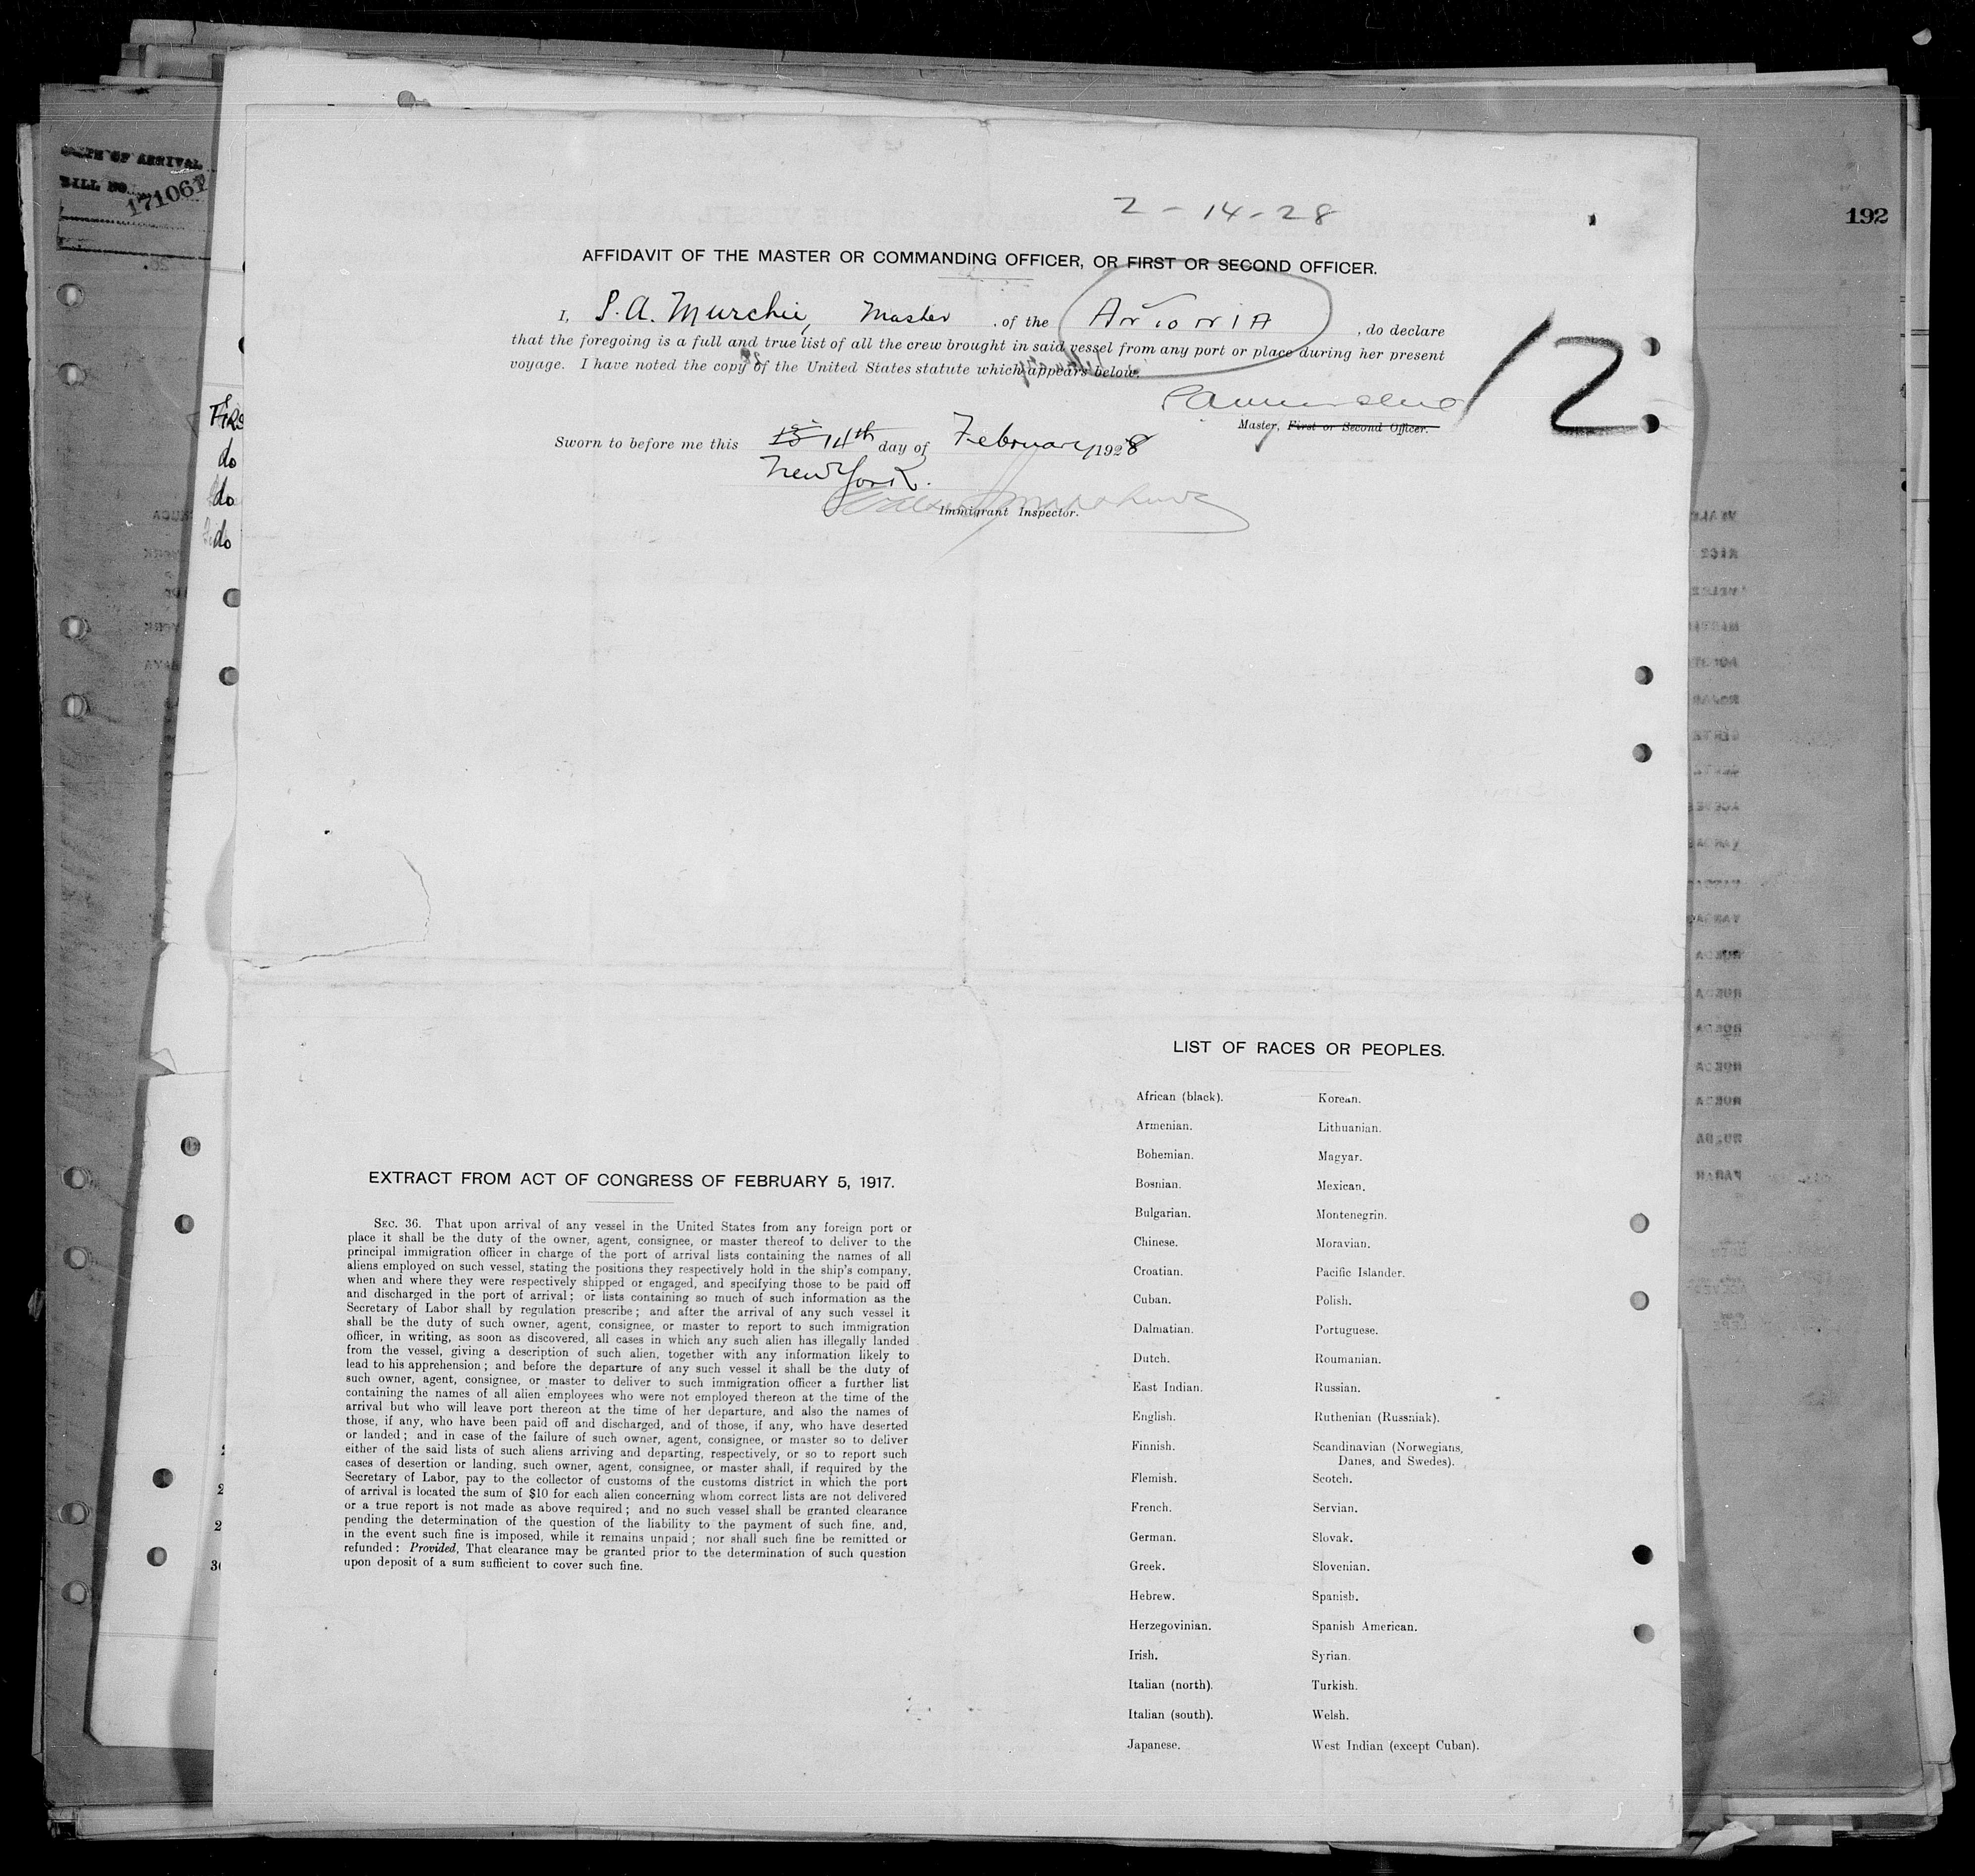 BILL NO.
171061
192
2-14-28
AFFIDAVIT OF THE MASTER OR COMMANDING OFFICER, OR FIRST OR SECOND OFFICER.
I, S.A. Murchie, Master, of the Antonia, do declare
that the foregoing is a full and true list of all the crew brought in said vessel from any port or place during her present
voyage. I have noted the copy of the United States statute which appears below.
12
Master, First or Second Officer.
Sworn to before me this 15 14th day of February 1928
New York.
Immigrant Inspector.
do
do
do
LIST OF RACES OR PEOPLES.
African (black).
Armenian.
Bohemian.
Bosnian.
Bulgarian.
Chinese.
Croatian.
Cuban.
Dalmatian.
Dutch.
East Indian.
English.
Finnish.
Flemish.
French.
German.
Greek.
Hebrew.
Herzegovinian.
Irish.
Italian (north).
Italian (south).
Japanese.
Korean.
Lithuanian.
Magyar.
Mexican.
Montenegrin.
Moravian.
Pacific Islander.
Polish.
Portuguese.
Roumanian.
Russian.
Ruthenian (Russniak).
Scandinavian (Norwegians,
Danes, and Swedes).
Scotch.
Servian.
Slovak.
Slovenian.
Spanish.
Spanish American.
Syrian.
Turkish.
Welsh.
West Indian (except Cuban).
EXTRACT FROM ACT OF CONGRESS OF FEBRUARY 5, 1917.
SEC. 36. That upon arrival of any vessel in the United States from any foreign port or
place it shall be the duty of the owner, agent, consignee, or master thereof to deliver to the
principal immigration officer in charge of the port of arrival lists containing the names of all
aliens employed on such vessel, stating the positions they respectively hold in the ship's company,
when and where they were respectively shipped or engaged, and specifying those to be paid off
and discharged in the port of arrival; or lists containing so much of such information as the
Secretary of Labor shall by regulation prescribe; and after the arrival of any such vessel it
shall be the duty of such owner, agent, consignee, or master to report to such immigration
officer, in writing, as soon as discovered, all cases in which any such alien has illegally landed
from the vessel, giving a description of such alien, together with any information likely to
lead to his apprehension; and before the departure of any such vessel it shall be the duty of
such owner, agent, consignee, or master to deliver to such immigration officer a further list
containing the names of all alien employees who were not employed thereon at the time of the
arrival but who will leave port thereon at the time of her departure, and also the names of
those, if any, who have been paid off and discharged, and of those, if any, who have deserted
or landed; and in case of the failure of such owner, agent, consignee, or master so to deliver
either of the said lists of such aliens arriving and departing, respectively, or so to report such
cases of desertion or landing, such owner, agent, consignee, or master shall, if required by the
Secretary of Labor, pay to the collector of customs of the customs district in which the port
of arrival is located the sum of $10 for each alien concerning whom correct lists are not delivered
or a true report is not made as above required; and no such vessel shall be granted clearance
pending the determination of the question of the liability to the payment of such fine, and,
in the event such fine is imposed, while it remains unpaid; nor shall such fine be remitted or
refunded: Provided, That clearance may be granted prior to the determination of such question
upon deposit of a sum sufficient to cover such fine.